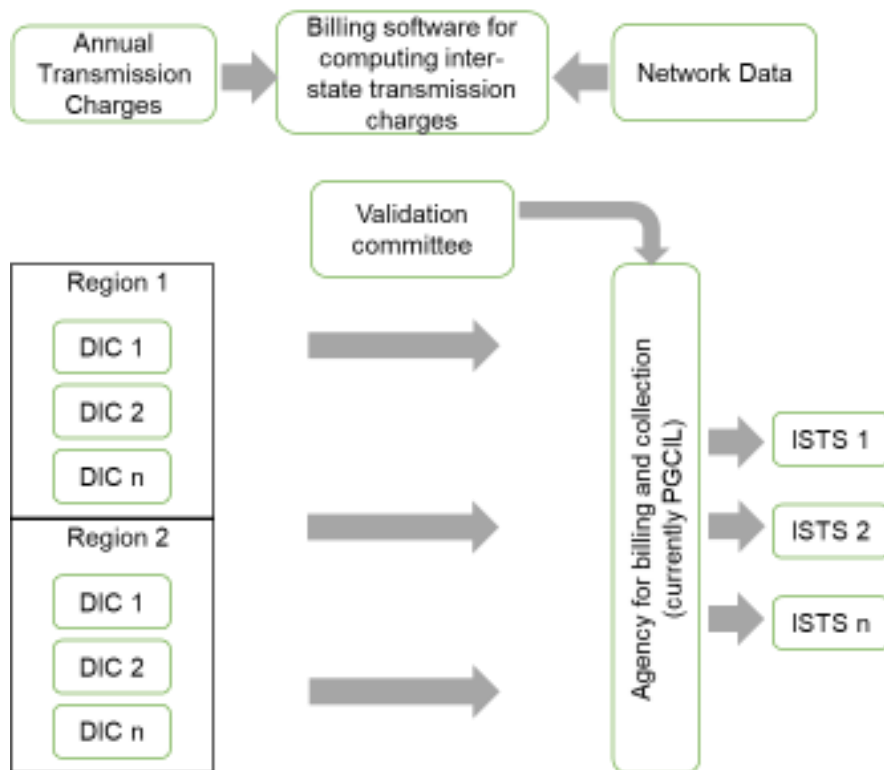 Annual
Transmission
Charges
Billing software for
computing inter-
state transmission
charges
Network Data
Validation
committee
Region 1
DIC 1
DIC 2
DIC n
Region 2
DIC 1
DIC 2
DIC n
Agency for billing and collection
(currently PGCIL)
ISTS 1
ISTS 2
ISTS n